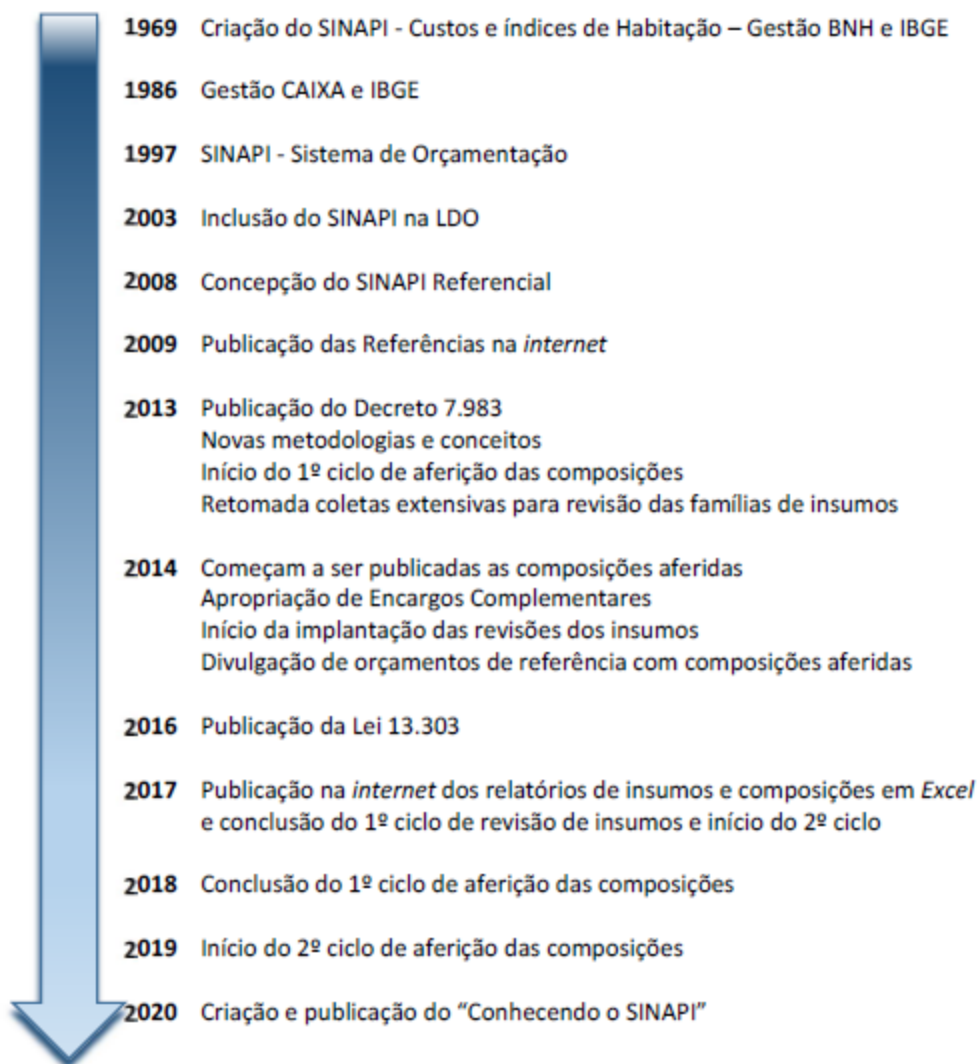 1969 Criação do SINAPI - Custos e índices de Habitação – Gestão BNH e IBGE
1986 Gestão CAIXA e IBGE
1997 SINAPI - Sistema de Orçamentação
2003 Inclusão do SINAPI na LDO
2008 Concepção do SINAPI Referencial
2009 Publicação das Referências na internet
2013 Publicação do Decreto 7.983
Novas metodologias e conceitos
Início do 1º ciclo de aferição das composições
Retomada coletas extensivas para revisão das famílias de insumos
2014 Começam a ser publicadas as composições aferidas
Apropriação de Encargos Complementares
Início da implantação das revisões dos insumos
Divulgação de orçamentos de referência com composições aferidas
2016 Publicação da Lei 13.303
2017 Publicação na internet dos relatórios de insumos e composições em Excel
e conclusão do 1º ciclo de revisão de insumos e início do 2º ciclo
2018 Conclusão do 1º ciclo de aferição das composições
2019 Início do 2º ciclo de aferição das composições
2020 Criação e publicação do “Conhecendo o SINAPI”